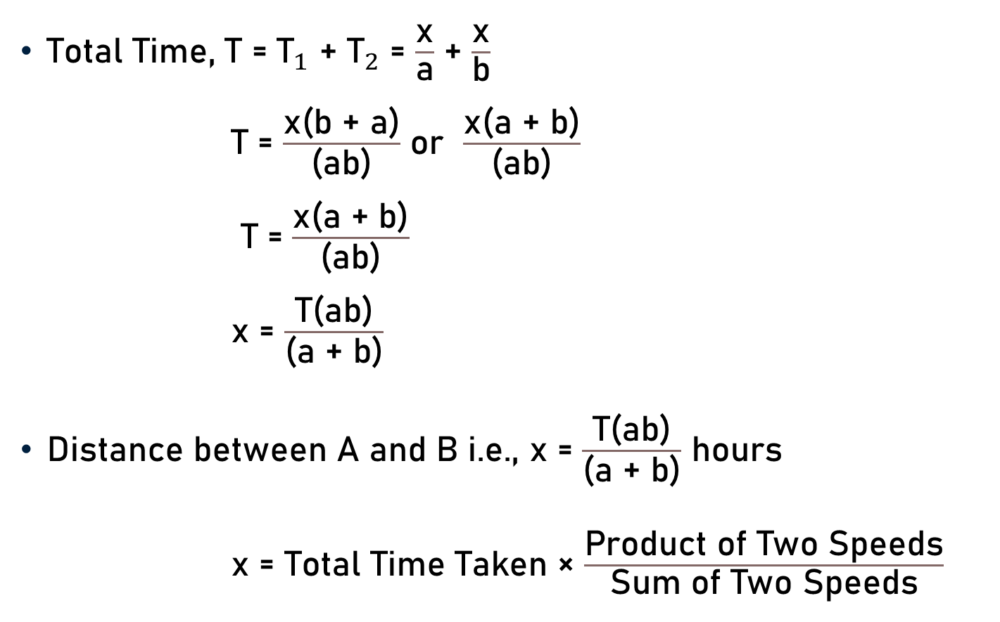 • Total Time, T = T₁ + T₂ = x/a + x/b
T = x(b + a)/(ab) or x(a + b)/(ab)
T = x(a + b)/(ab)
x = T(ab)/(a + b)
• Distance between A and B i.e., x = T(ab)/(a + b) hours
x = Total Time Taken × Product of Two Speeds/Sum of Two Speeds